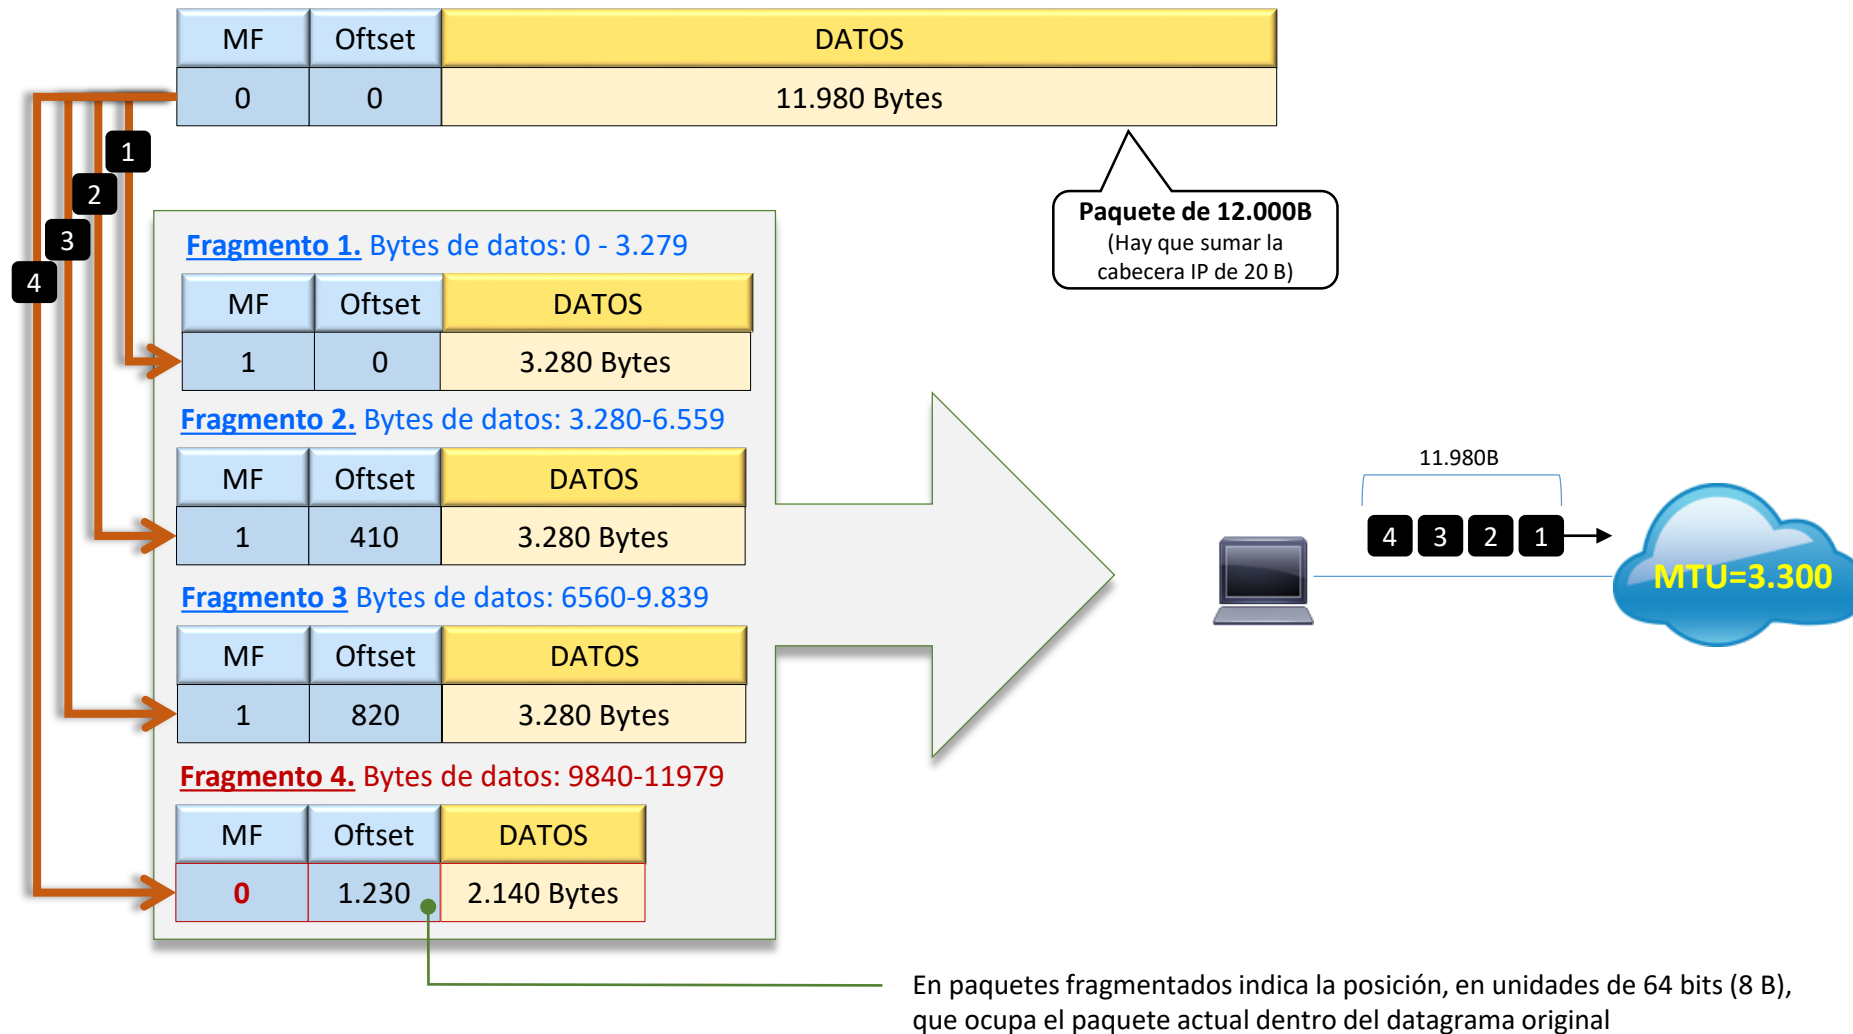 MF Oftset DATOS
0 0 11.980 Bytes
1
2
3
4
Paquete de 12.000B
(Hay que sumar la
cabecera IP de 20 B)
Fragmento 1. Bytes de datos: 0 - 3.279
MF Oftset DATOS
1 0 3.280 Bytes
Fragmento 2. Bytes de datos: 3.280-6.559
MF Oftset DATOS
1 410 3.280 Bytes
Fragmento 3 Bytes de datos: 6560-9.839
MF Oftset DATOS
1 820 3.280 Bytes
Fragmento 4. Bytes de datos: 9840-11979
MF Oftset DATOS
0 1.230 2.140 Bytes
11.980B
4 3 2 1
MTU=3.300
En paquetes fragmentados indica la posición, en unidades de 64 bits (8 B),
que ocupa el paquete actual dentro del datagrama original